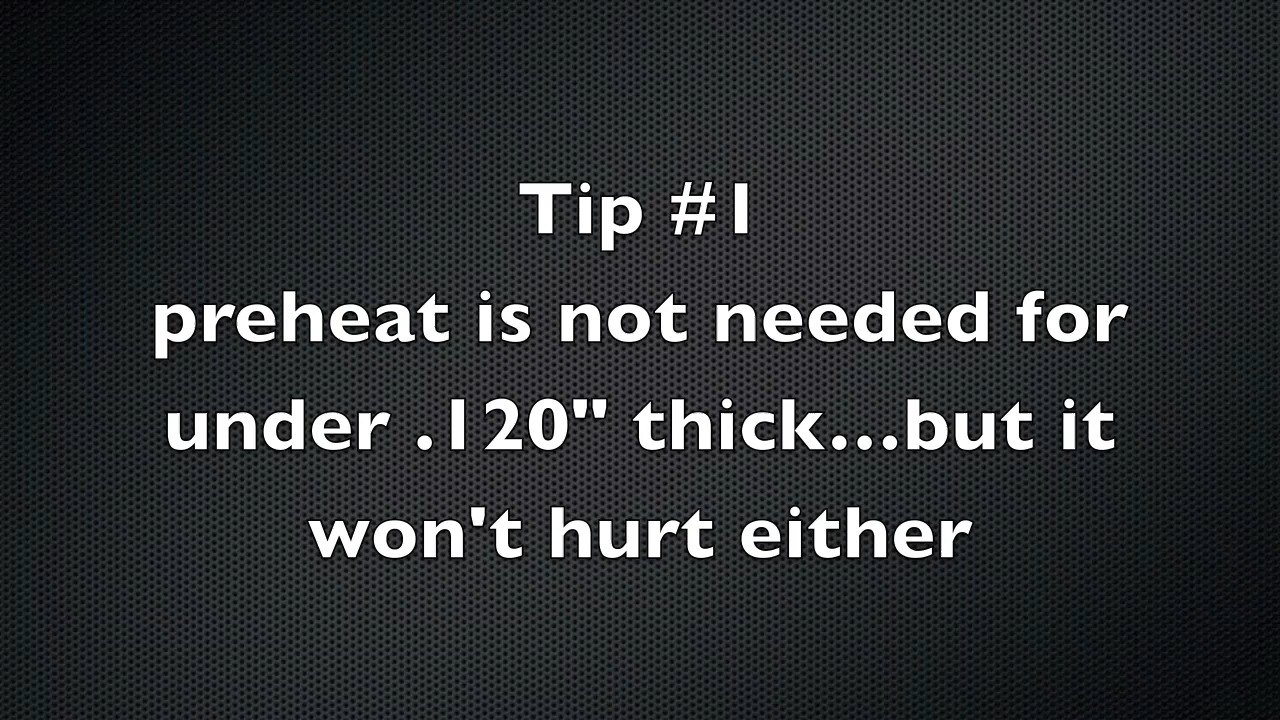 Tip #1
preheat is not needed for
under .120" thick...but it
won't hurt either